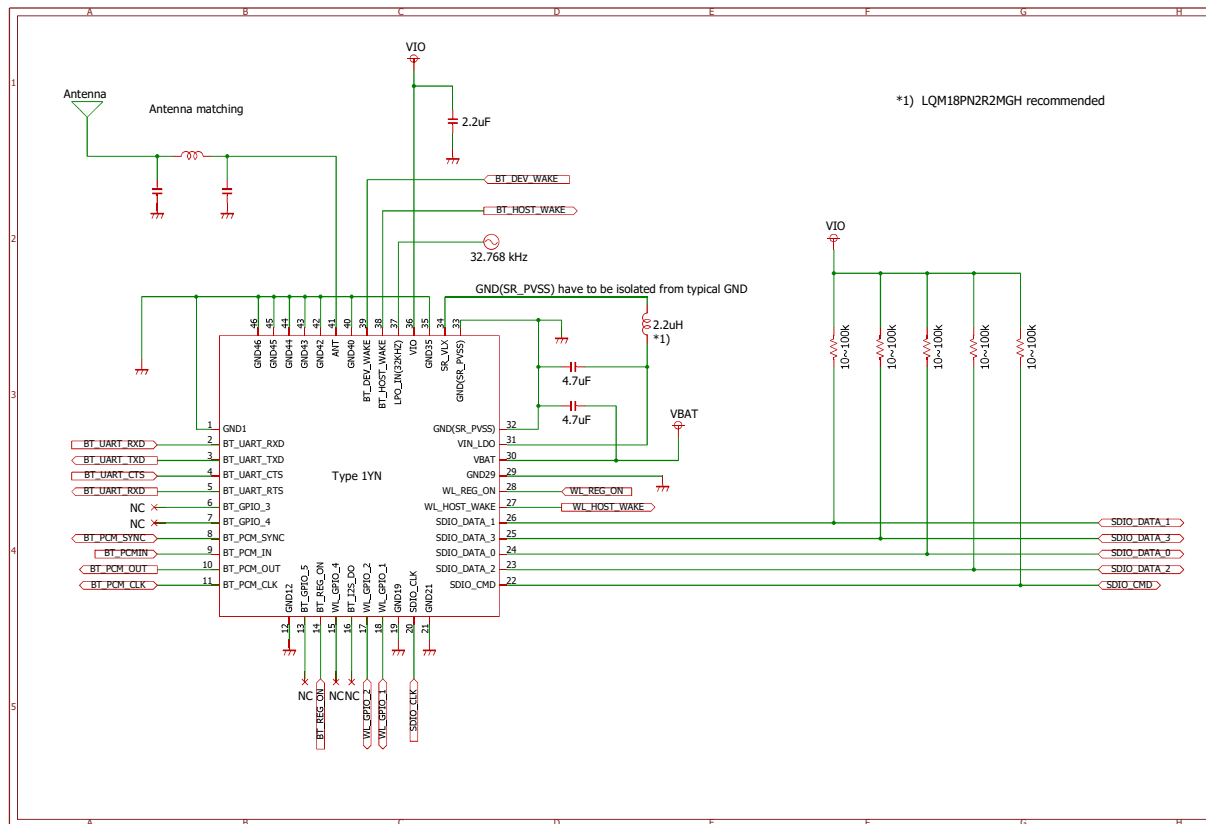 A B C D E F G H
1
2
3
4
5
VIO
Antenna
Antenna matching
2.2uF
*1) LQM18PN2R2MGH recommended
BT_DEV_WAKE
BT_HOST_WAKE
32.768 kHz
VIO
GND(SR_PVSS) have to be isolated from typical GND
2.2uH
*1)
4.7uF
4.7uF
VBAT
10~100k
10~100k
10~100k
10~100k
10~100k
46 45 44 43 42 41 40 39 38 37 36 35 34 33
GND46
GND45
GND44
GND43
GND42
ANT
GND40
BT_DEV_WAKE
BT_HOST_WAKE
LPO_IN(32KHZ)
VIO
GND35
SR_VLX
GND(SR_PVSS)
Type 1YN
1 GND1
BT_UART_RXD 2 BT_UART_RXD
BT_UART_TXD 3 BT_UART_TXD
BT_UART_CTS 4 BT_UART_CTS
BT_UART_RXD 5 BT_UART_RTS
NC 6 BT_GPIO_3
NC 7 BT_GPIO_4
BT_PCM_SYNC 8 BT_PCM_SYNC
BT_PCMIN 9 BT_PCM_IN
BT_PCM_OUT 10 BT_PCM_OUT
BT_PCM_CLK 11 BT_PCM_CLK
GND(SR_PVSS) 32
VIN_LDO 31
VBAT 30
GND29 29
WL_REG_ON 28 WL_REG_ON
WL_HOST_WAKE 27 WL_HOST_WAKE
SDIO_DATA_1 26 SDIO_DATA_1
SDIO_DATA_3 25 SDIO_DATA_3
SDIO_DATA_0 24 SDIO_DATA_0
SDIO_DATA_2 23 SDIO_DATA_2
SDIO_CMD 22 SDIO_CMD
GND12
BT_GPIO_5
BT_REG_ON
WL_GPIO_4
BT_I2S_DO
WL_GPIO_2
WL_GPIO_1
GND19
SDIO_CLK
GND21
12 13 14 15 16 17 18 19 20 21
NC
BT_REG_ON
NC
NC
WL_GPIO_2
WL_GPIO_1
SDIO_CLK
A B C D E F G H